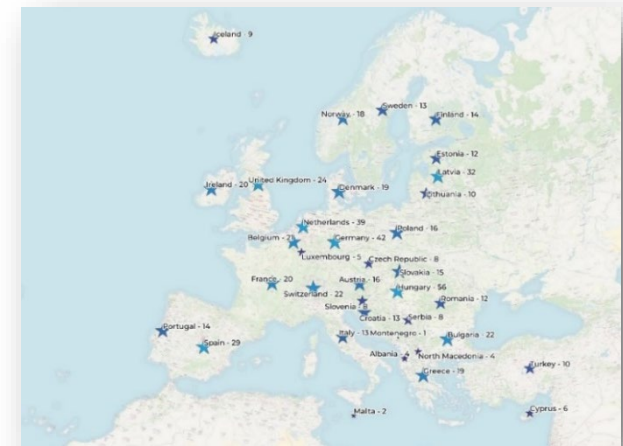 Iceland - 9
Sweden - 13
Norway - 18
Finland - 14
Estonia - 12
Latvia - 32
Ireland - 20
United Kingdom - 24
Denmark - 19
Lithuania - 10
Netherlands - 39
Poland - 16
Belgium - 21
Germany - 42
Luxembourg - 5
Czech Republic - 8
Slovakia - 15
France - 20
Switzerland - 22
Austria - 16
Hungary - 56
Slovenia - 8
Romania - 12
Croatia - 13
Serbia - 8
Portugal - 14
Italy - 13
Montenegro - 1
Bulgaria - 22
Spain - 29
Albania - 4
North Macedonia - 4
Greece - 19
Turkey - 10
Malta - 2
Cyprus - 6